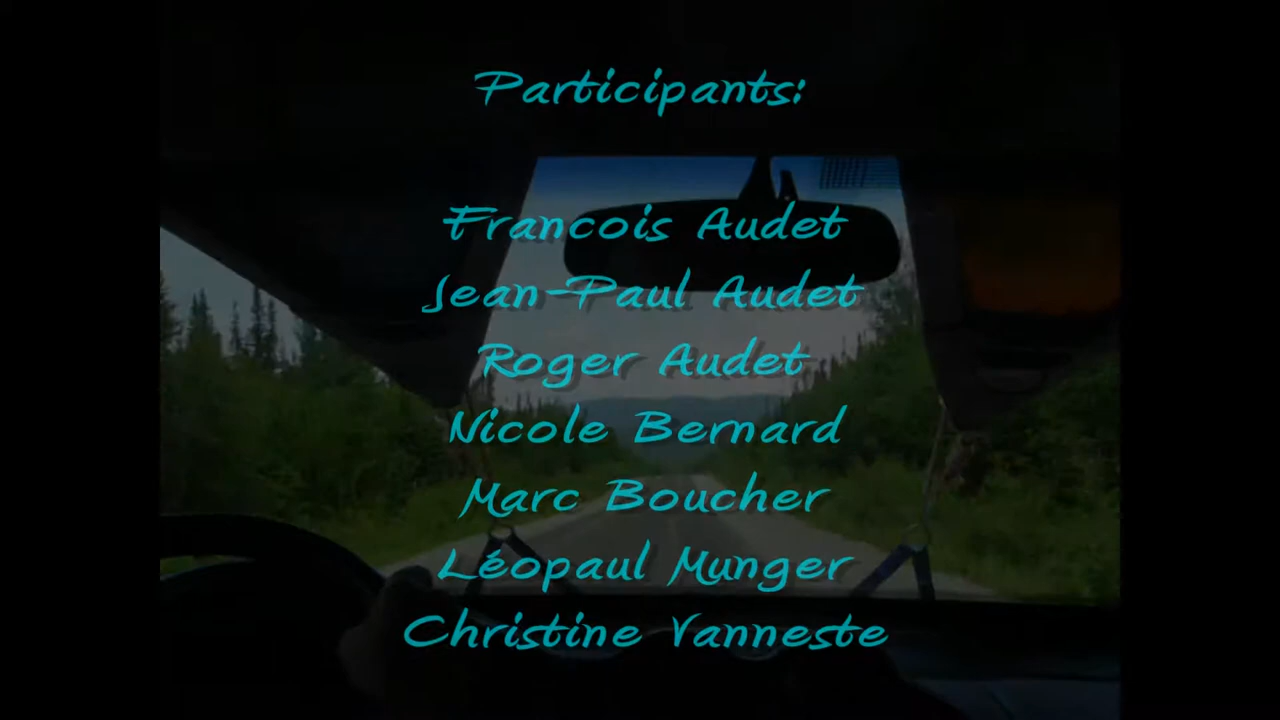 Participants:
Francois Audet
Jean-Paul Audet
Roger Audet
Nicole Bernard
Marc Boucher
Léopaul Munger
Christine Vanneste